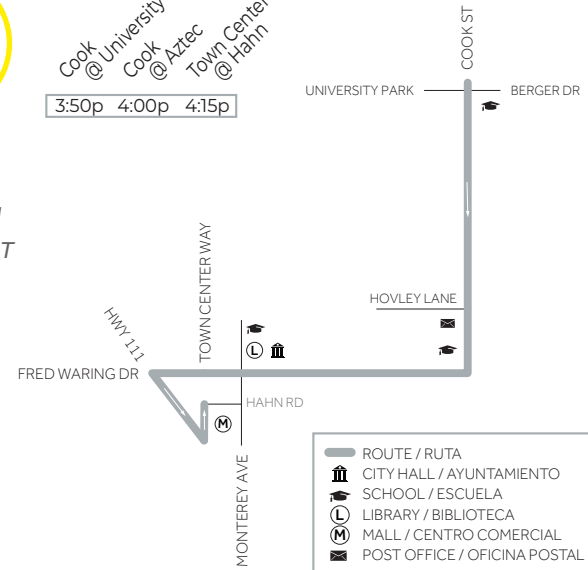 Cook
@ University
Cook
@ Aztec
Town Center
@ Hahn
3:50p 4:00p 4:15p
T
COOK ST
UNIVERSITY PARK
BERGER DR
TOWN CENTER WAY
HOVLEY LANE
HWY 111
L
FRED WARING DR
HAHN RD
M
MONTEREY AVE
ROUTE / RUTA
CITY HALL / AYUNTAMIENTO
SCHOOL / ESCUELA
L LIBRARY / BIBLIOTECA
M MALL / CENTRO COMERCIAL
POST OFFICE / OFICINA POSTAL